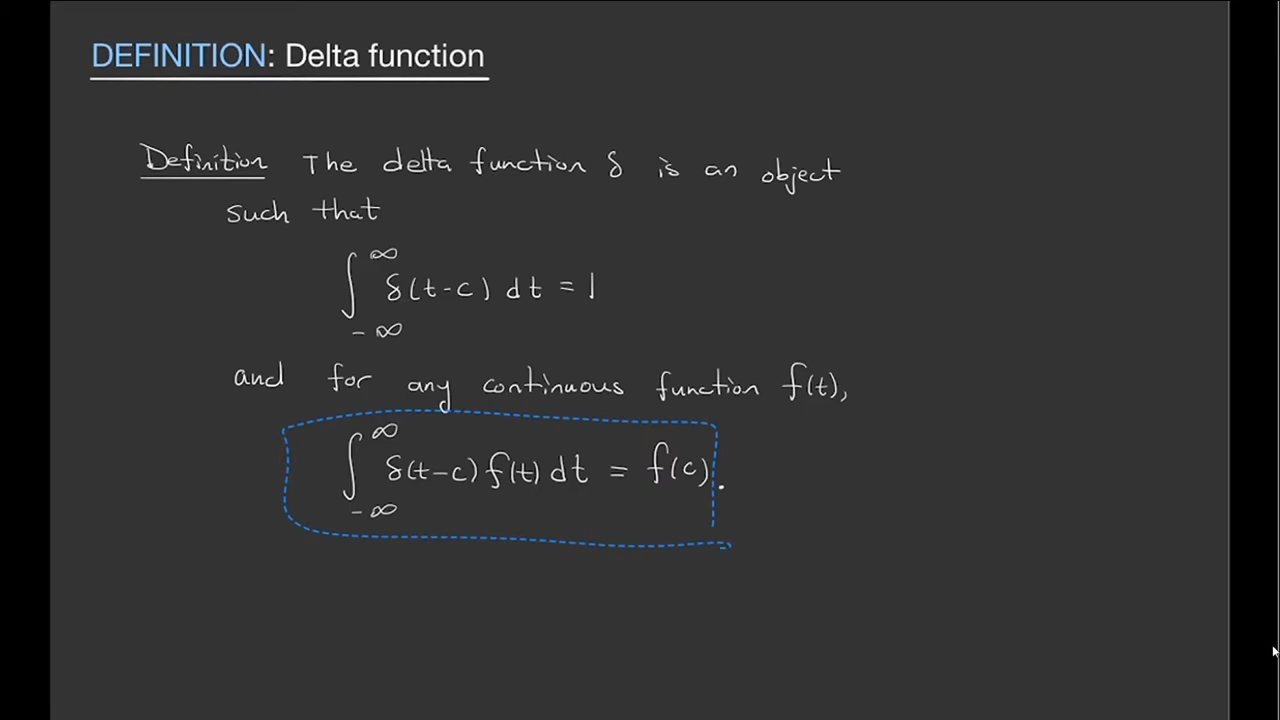 DEFINITION: Delta function
Definition The delta function δ is an object
such that
∫_{-∞}^{∞} δ(t-c) dt = 1
and for any continuous function f(t),
∫_{-∞}^{∞} δ(t-c) f(t) dt = f(c).